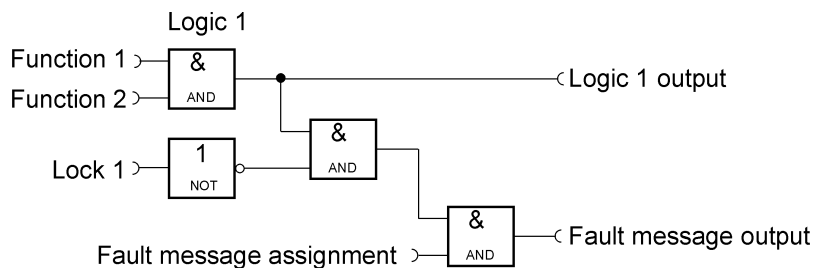 Logic 1
Function 1
&
Function 2
AND
Logic 1 output
&
AND
Lock 1
1
NOT
&
AND
Fault message assignment
Fault message output